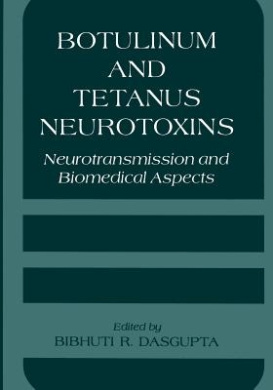 BOTULINUM
AND
TETANUS
NEUROTOXINS
Neurotransmission and
Biomedical Aspects
Edited by
BIBHUTI R. DASGUPTA